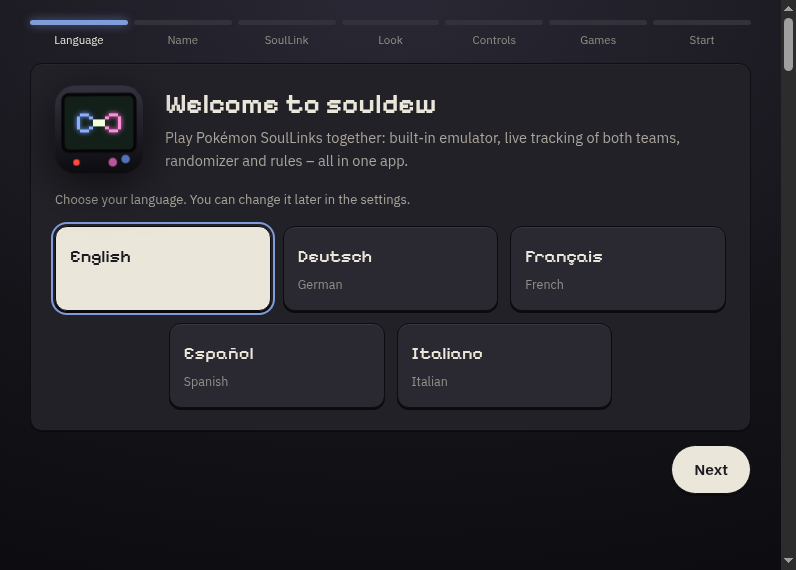 Language
Name
SoulLink
Look
Controls
Games
Start
Welcome to souldew
Play Pokémon SoulLinks together: built-in emulator, live tracking of both teams,
randomizer and rules – all in one app.
Choose your language. You can change it later in the settings.
English
Deutsch
German
Français
French
Español
Spanish
Italiano
Italian
Next